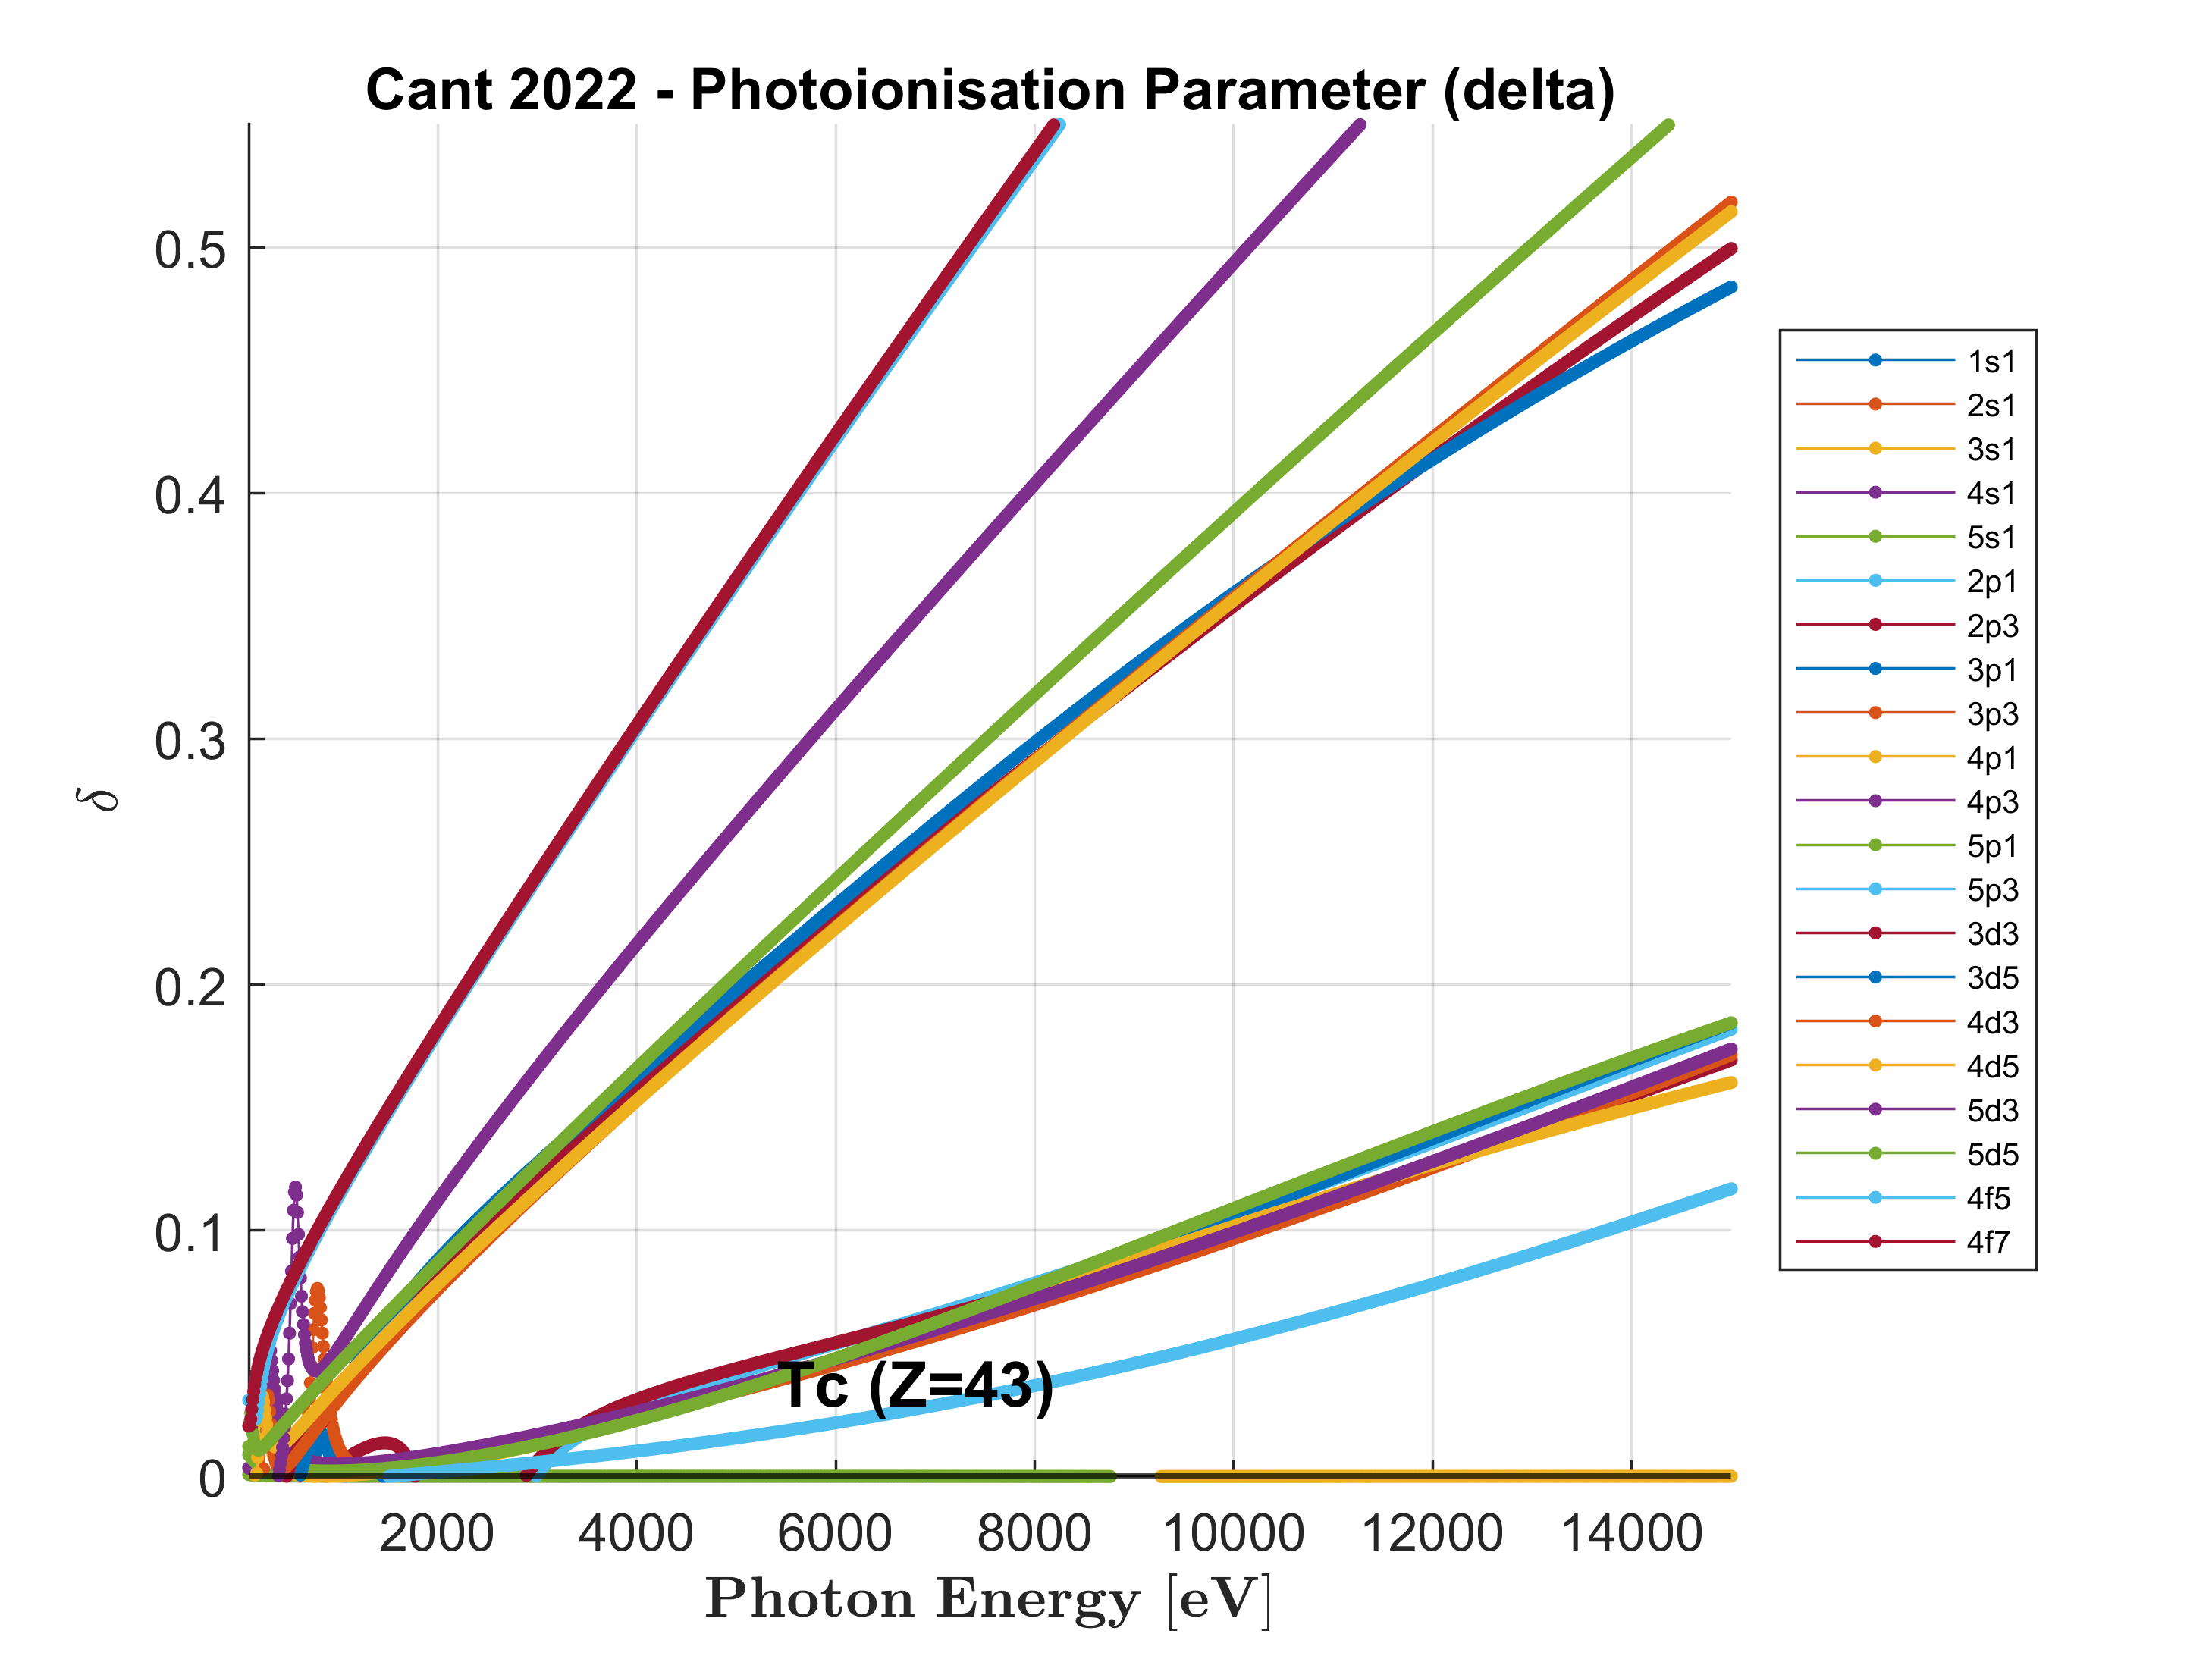 Cant 2022 - Photoionisation Parameter (delta)
0.5
0.4
0.3
0.2
0.1
0
δ
2000 4000 6000 8000 10000 12000 14000
Photon Energy [eV]
Tc (Z=43)
1s1
2s1
3s1
4s1
5s1
2p1
2p3
3p1
3p3
4p1
4p3
5p1
5p3
3d3
3d5
4d3
4d5
5d3
5d5
4f5
4f7